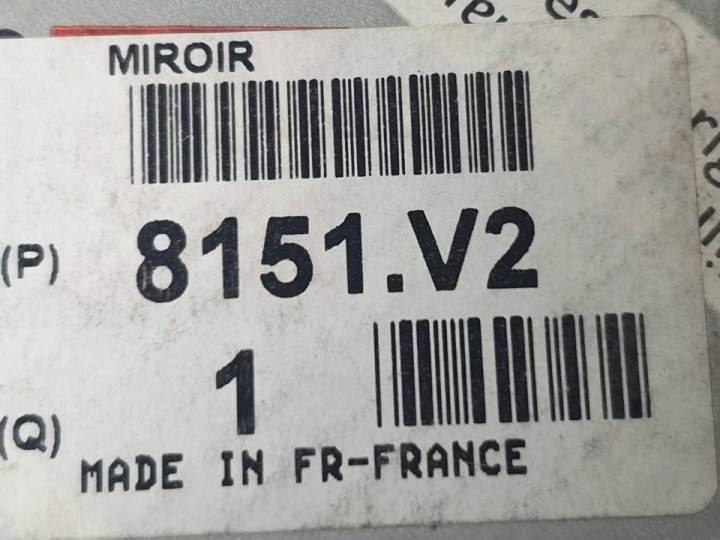 MIROIR
(P) 8151.V2
(Q) 1
MADE IN FR-FRANCE